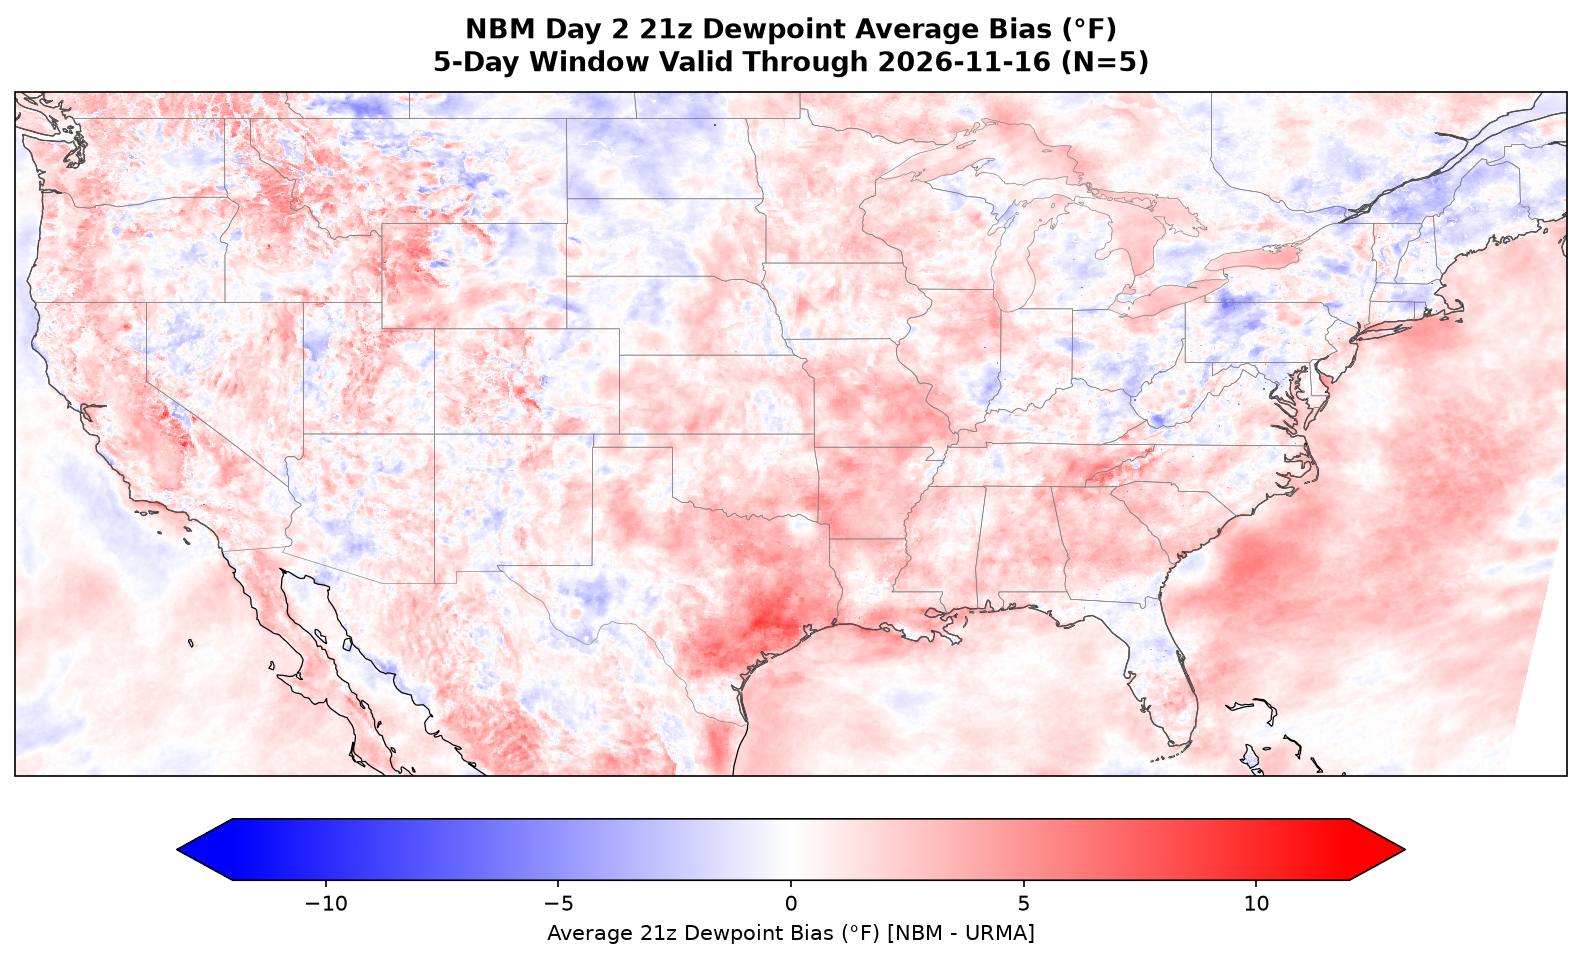 NBM Day 2 21z Dewpoint Average Bias (°F)
5-Day Window Valid Through 2026-11-16 (N=5)
−10 −5 0 5 10
Average 21z Dewpoint Bias (°F) [NBM - URMA]